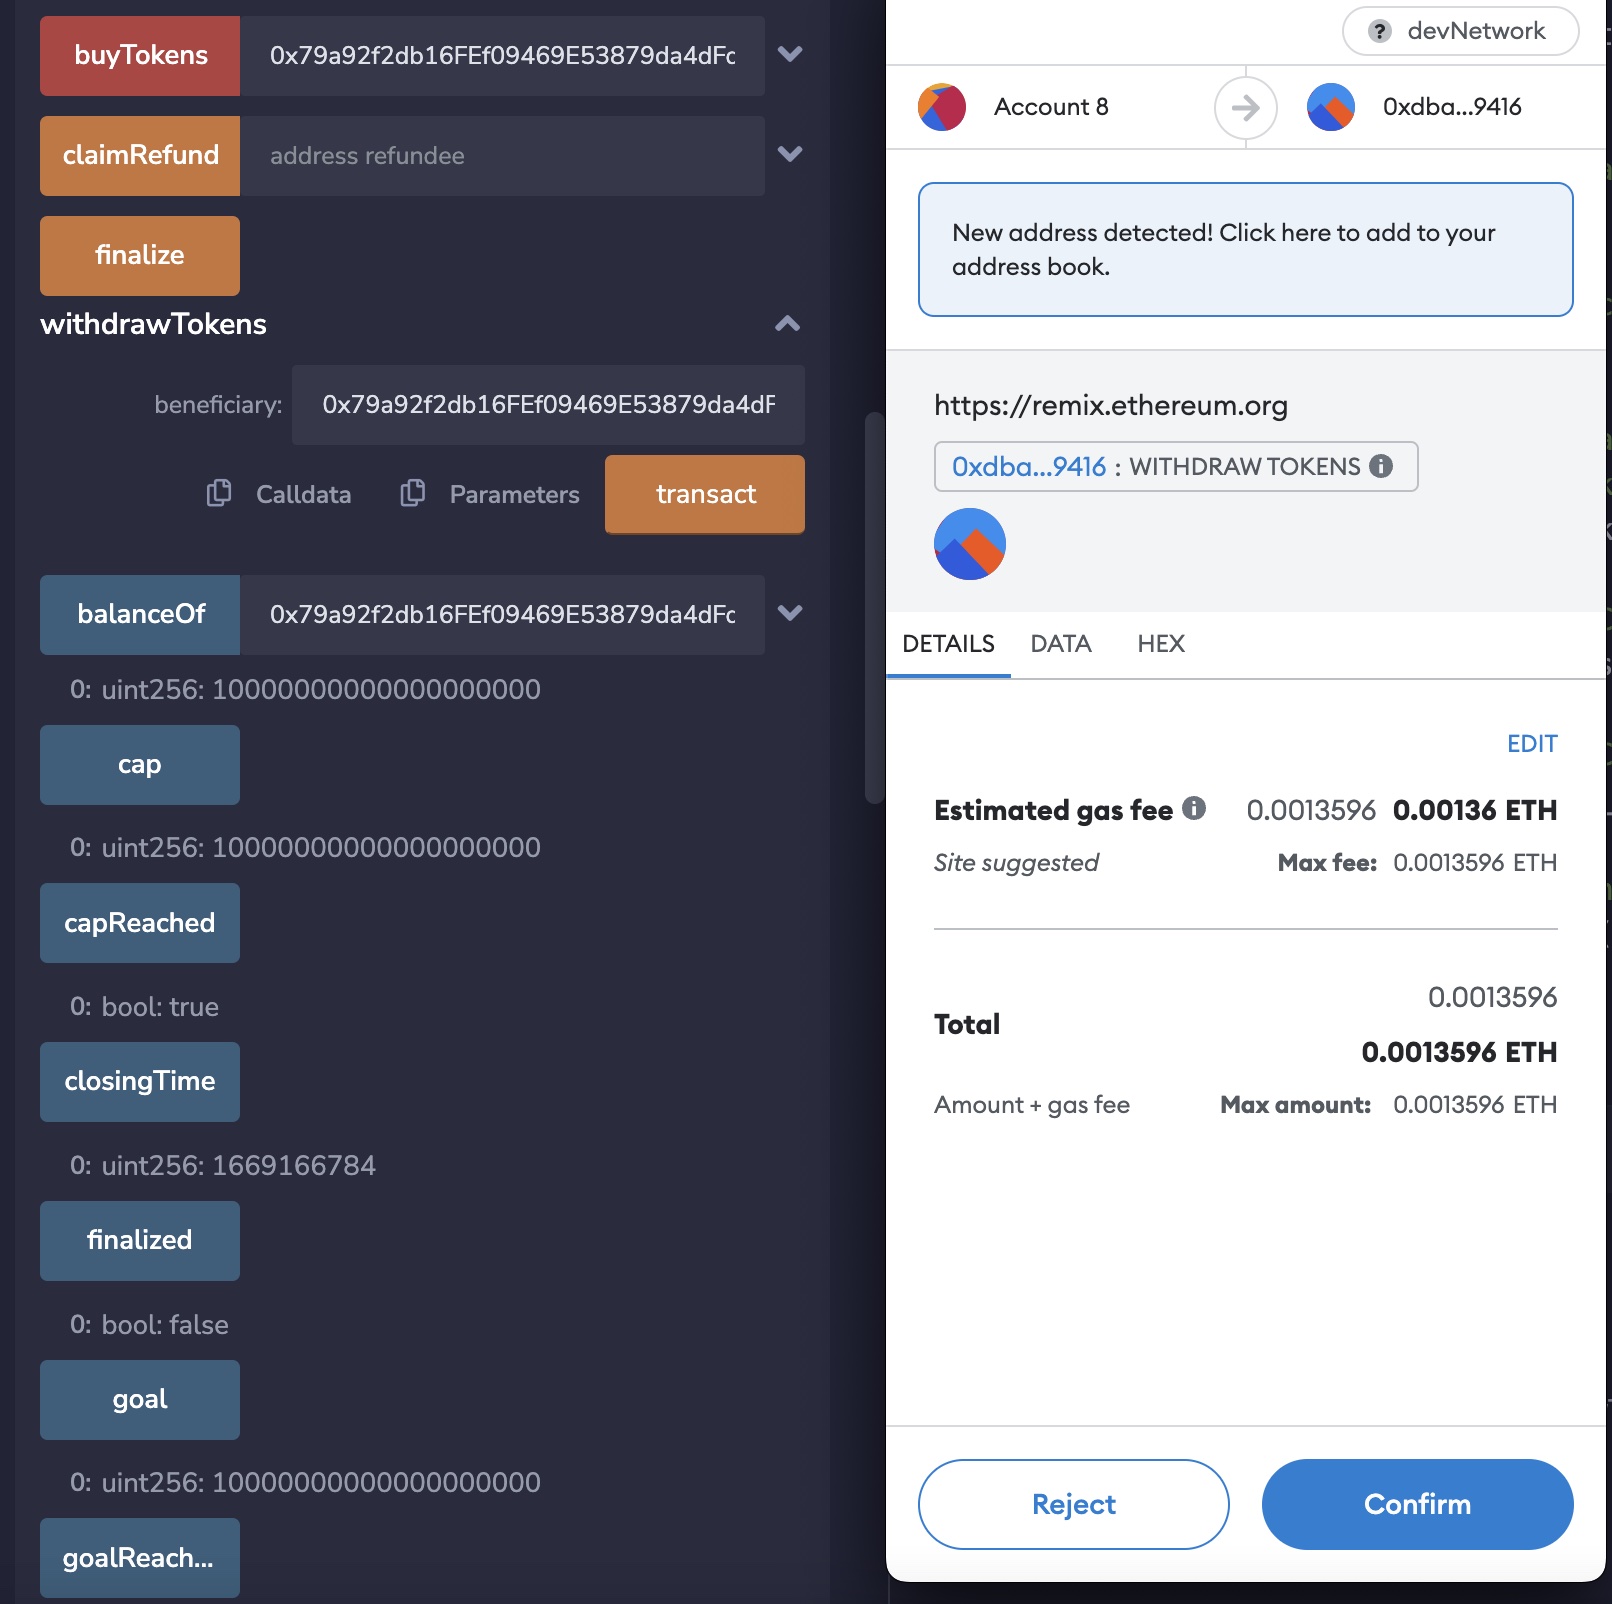 buyTokens 0x79a92f2db16FEf09469E53879da4dFc
claimRefund address refundee
finalize
withdrawTokens
beneficiary: 0x79a92f2db16FEf09469E53879da4dF
Calldata Parameters transact
balanceOf 0x79a92f2db16FEf09469E53879da4dFc
0: uint256: 10000000000000000000
cap
0: uint256: 10000000000000000000
capReached
0: bool: true
closingTime
0: uint256: 1669166784
finalized
0: bool: false
goal
0: uint256: 10000000000000000000
goalReach...
? devNetwork
Account 8 0xdba...9416
New address detected! Click here to add to your
address book.
https://remix.ethereum.org
0xdba...9416 : WITHDRAW TOKENS
DETAILS DATA HEX
EDIT
Estimated gas fee 0.0013596 0.00136 ETH
Site suggested Max fee: 0.0013596 ETH
0.0013596
Total
0.0013596 ETH
Amount + gas fee Max amount: 0.0013596 ETH
Reject Confirm